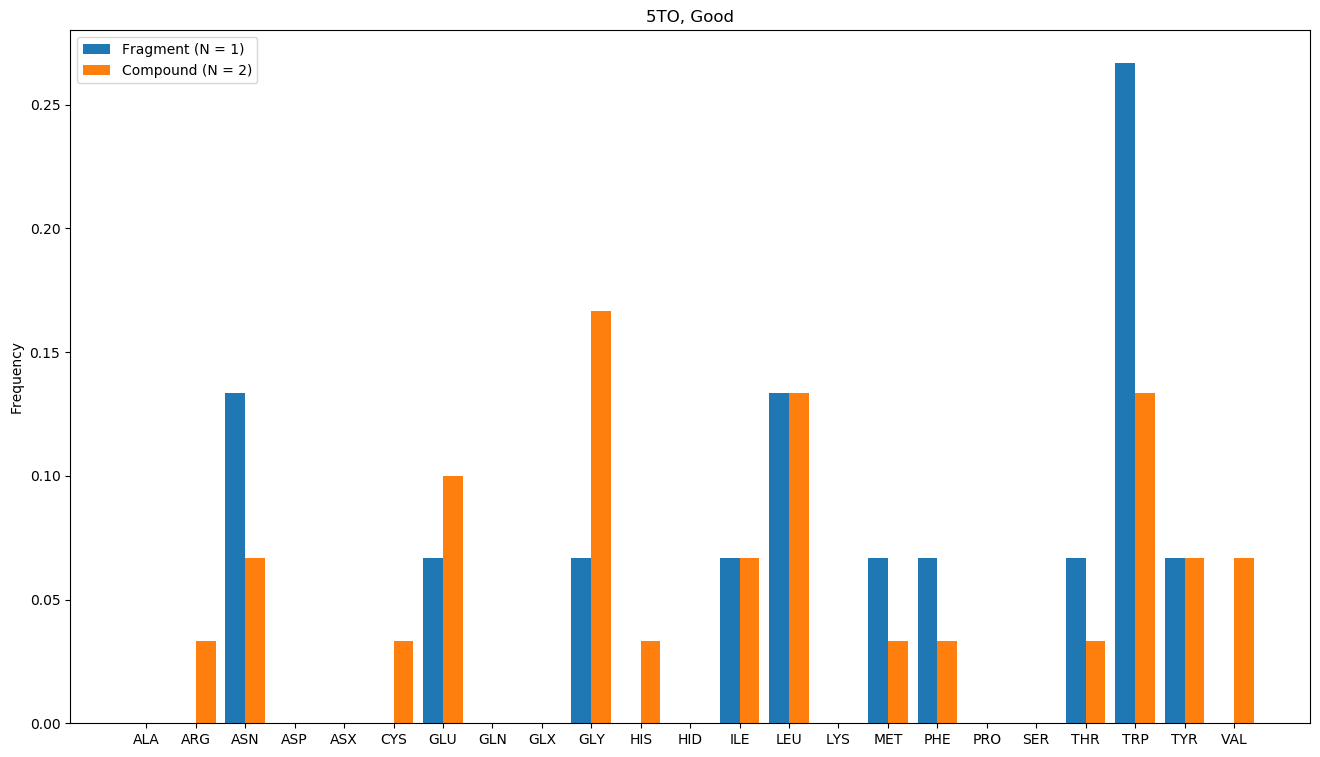 5TO, Good
Fragment (N = 1)
Compound (N = 2)
Frequency
0.25
0.20
0.15
0.10
0.05
0.00
ALA ARG ASN ASP ASX CYS GLU GLN GLX GLY HIS HID ILE LEU LYS MET PHE PRO SER THR TRP TYR VAL